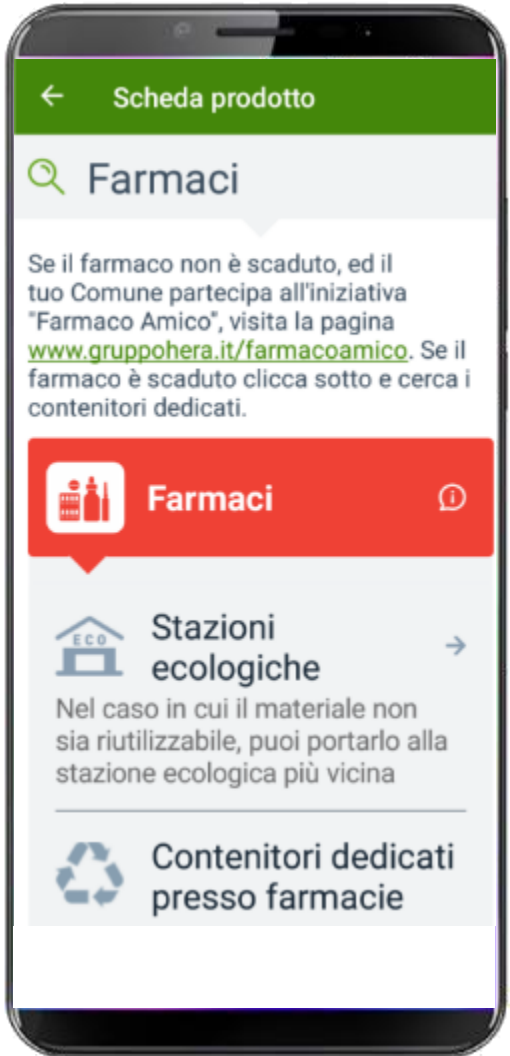 Scheda prodotto
Farmaci
Se il farmaco non è scaduto, ed il
tuo Comune partecipa all'iniziativa
"Farmaco Amico", visita la pagina
www.gruppohera.it/farmacoamico. Se il
farmaco è scaduto clicca sotto e cerca i
contenitori dedicati.
Farmaci
ECO
Stazioni
ecologiche
Nel caso in cui il materiale non
sia riutilizzabile, puoi portarlo alla
stazione ecologica più vicina
Contenitori dedicati
presso farmacie